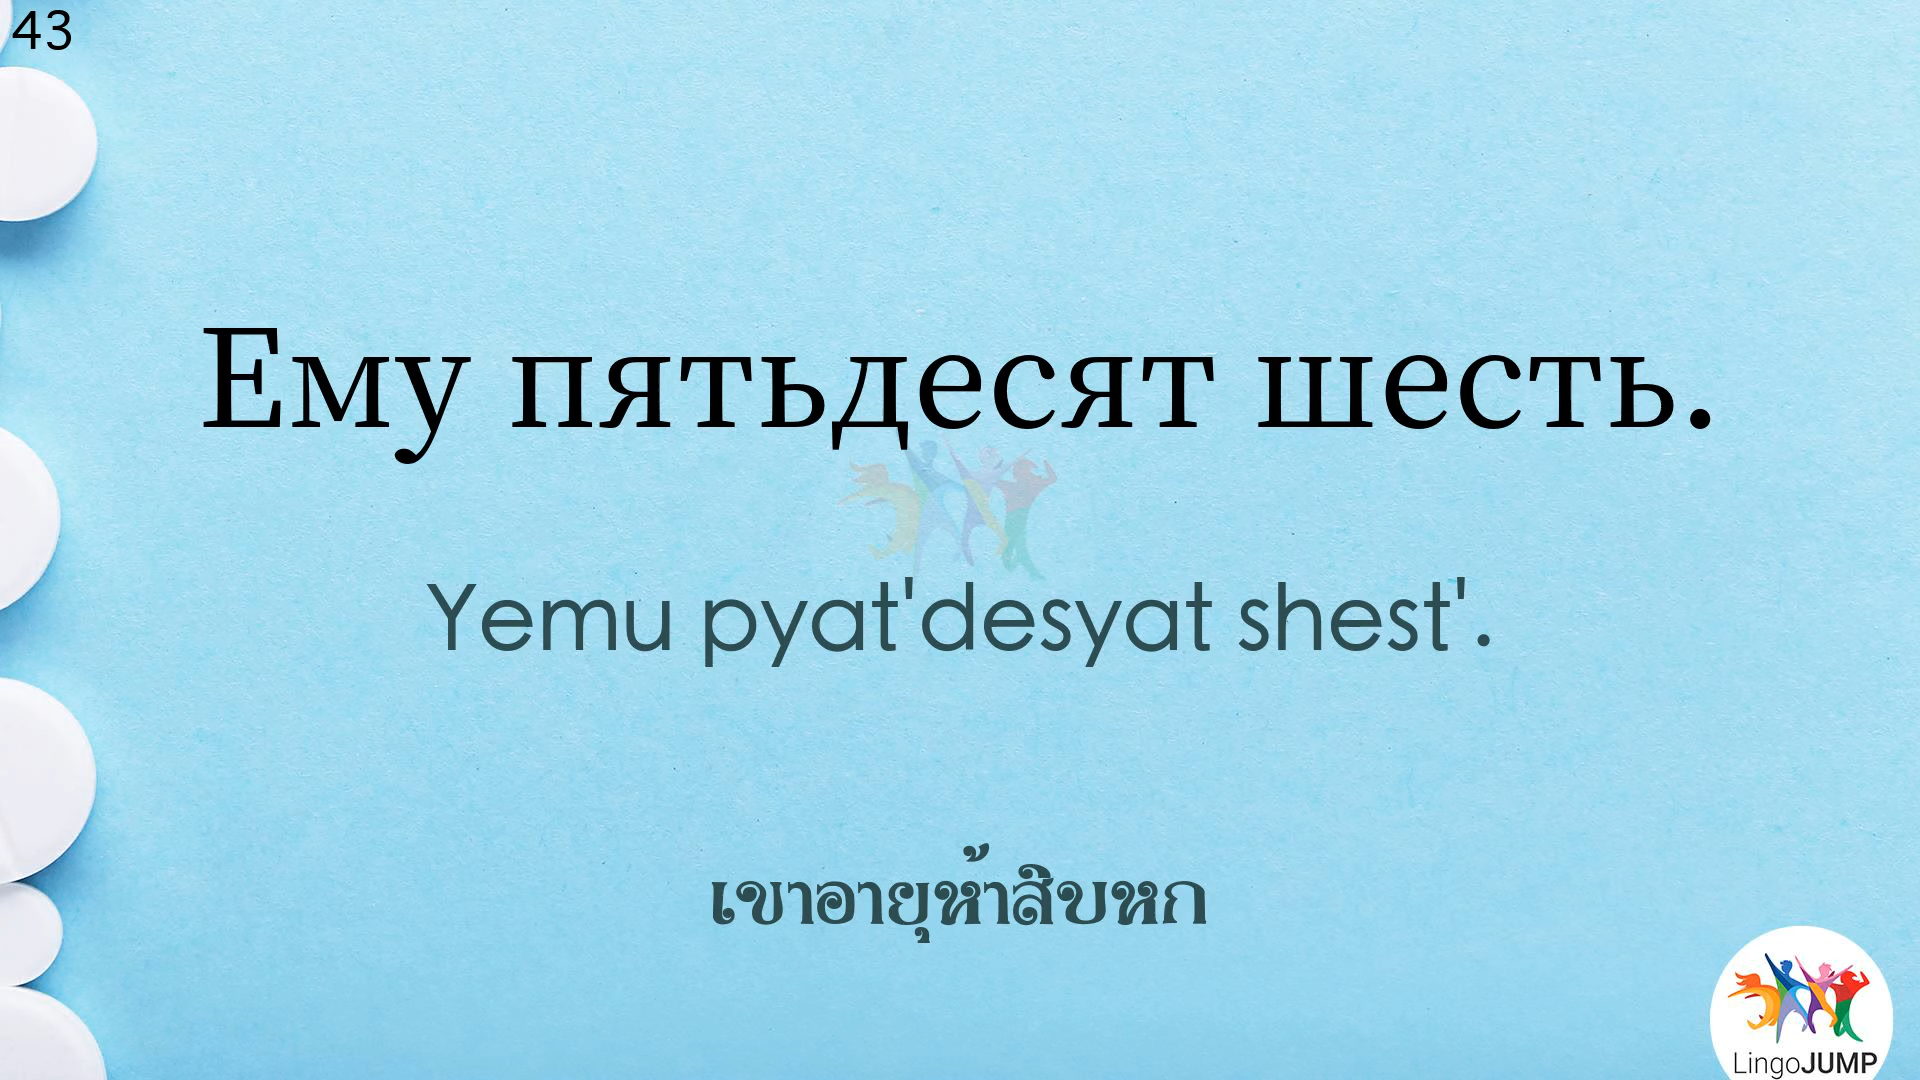 43
Ему пятьдесят шесть.
Yemu pyat'desyat shest'.
เขาอายุห้าสิบหก
LingoJUMP